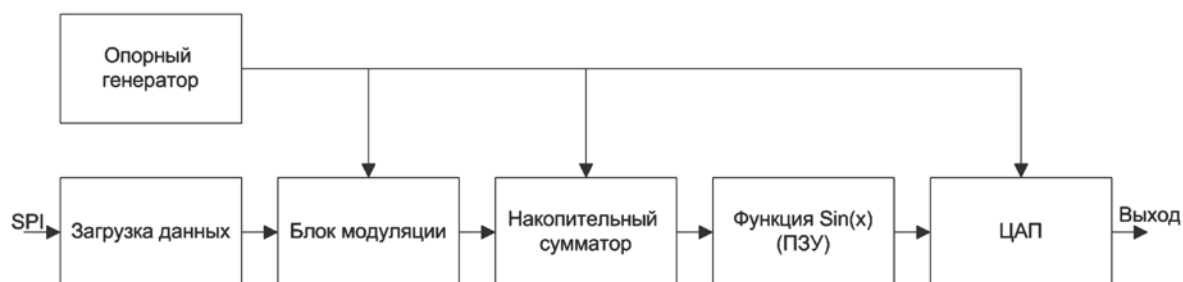 Опорный
генератор
SPI
Загрузка данных
Блок модуляции
Накопительный
сумматор
Функция Sin(x)
(ПЗУ)
ЦАП
Выход